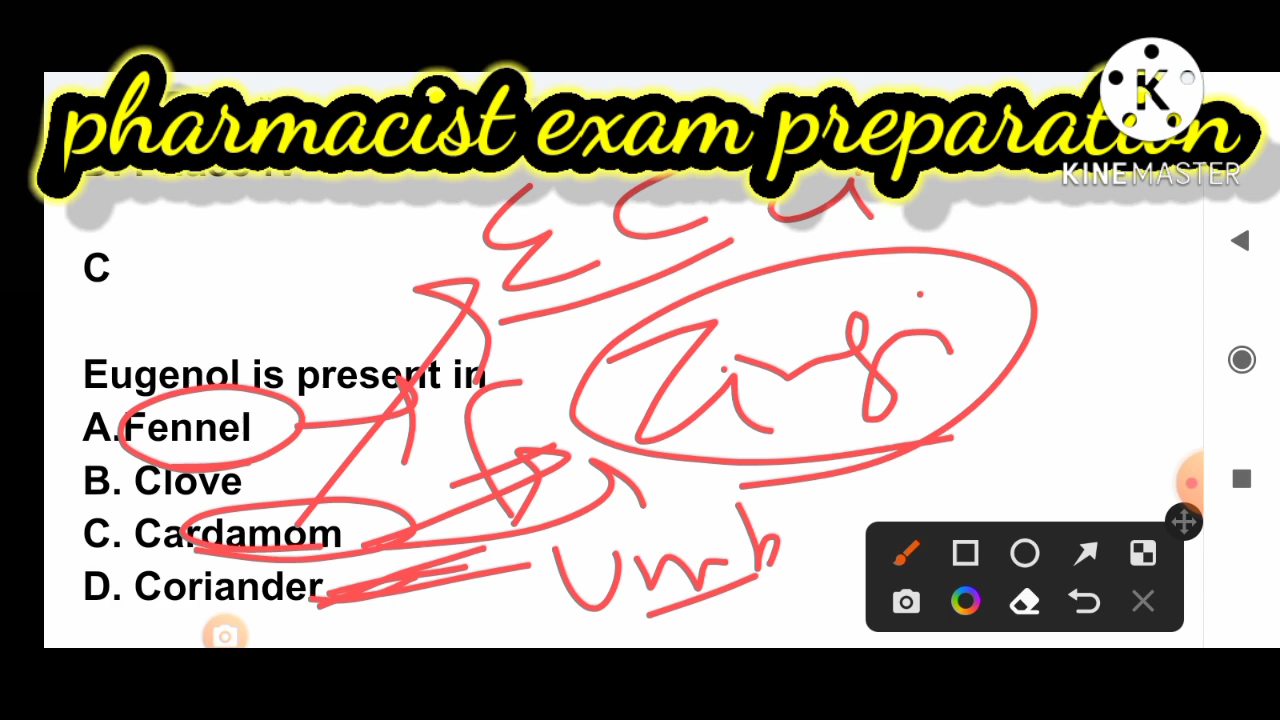 pharmacist exam preparation
K
KINEMASTER
C
Eugenol is present in
A.Fennel
B. Clove
C. Cardamom
D. Coriander
Umb